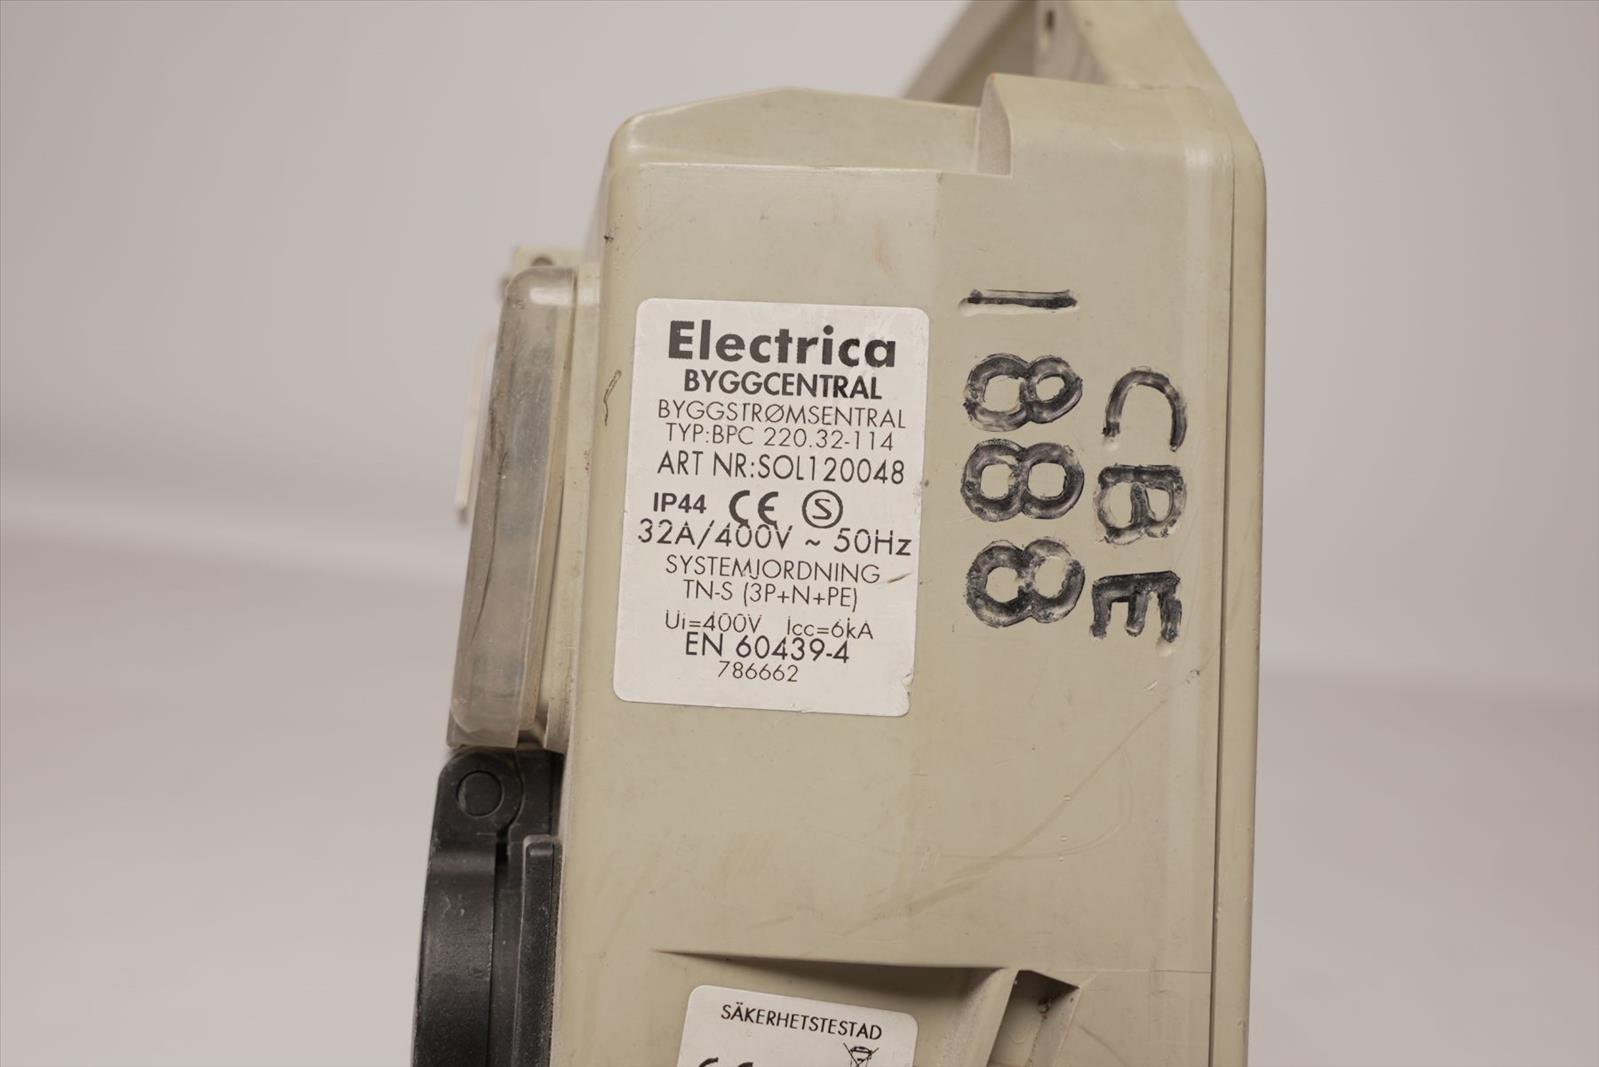 Electrica
BYGGCENTRAL
BYGGSTRØMSENTRAL
TYP:BPC 220.32-114
ART NR:SOL120048
IP44 CE S
32A/400V ~ 50Hz
SYSTEMJORDNING
TN-S (3P+N+PE)
Ui=400V Icc=6kA
EN 60439-4
786662
CBE
1888
SÄKERHETSTESTAD
CE